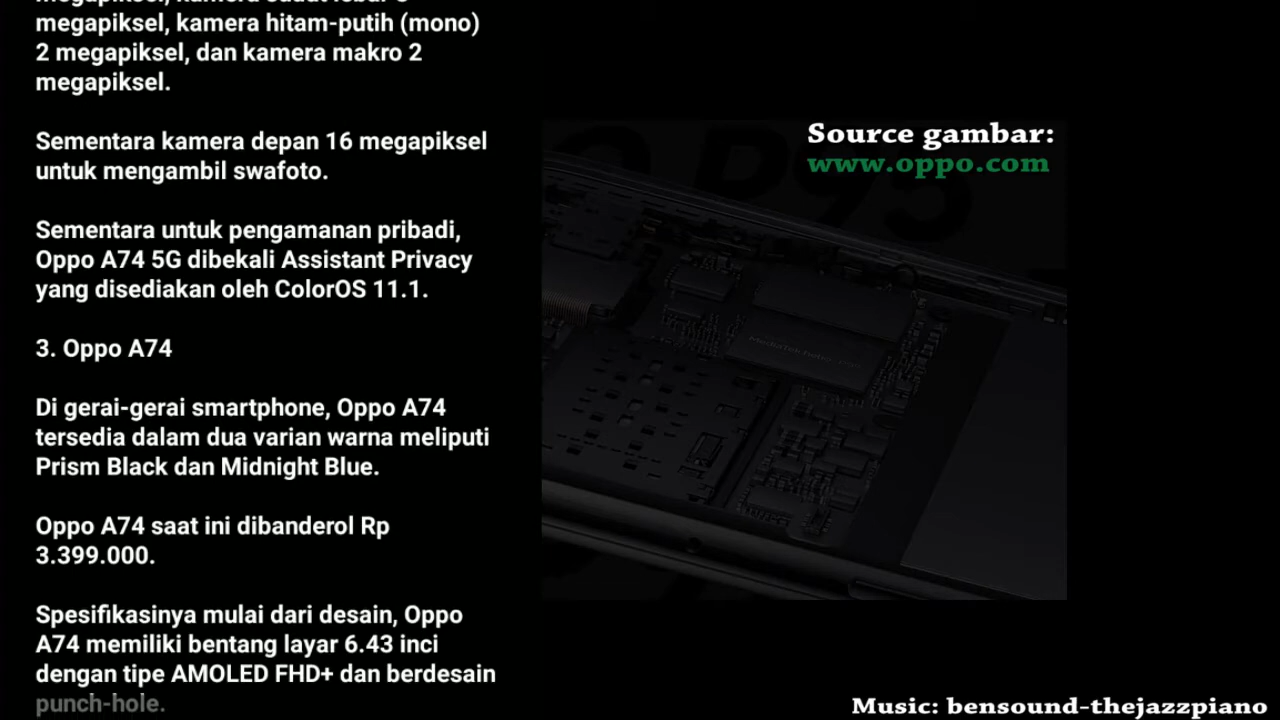 megapiksel, kamera hitam-putih (mono)
2 megapiksel, dan kamera makro 2
megapiksel.
Sementara kamera depan 16 megapiksel
untuk mengambil swafoto.
Sementara untuk pengamanan pribadi,
Oppo A74 5G dibekali Assistant Privacy
yang disediakan oleh ColorOS 11.1.
3. Oppo A74
Di gerai-gerai smartphone, Oppo A74
tersedia dalam dua varian warna meliputi
Prism Black dan Midnight Blue.
Oppo A74 saat ini dibanderol Rp
3.399.000.
Spesifikasinya mulai dari desain, Oppo
A74 memiliki bentang layar 6.43 inci
dengan tipe AMOLED FHD+ dan berdesain
punch-hole.
Source gambar:
www.oppo.com
Music: bensound-thejazzpiano